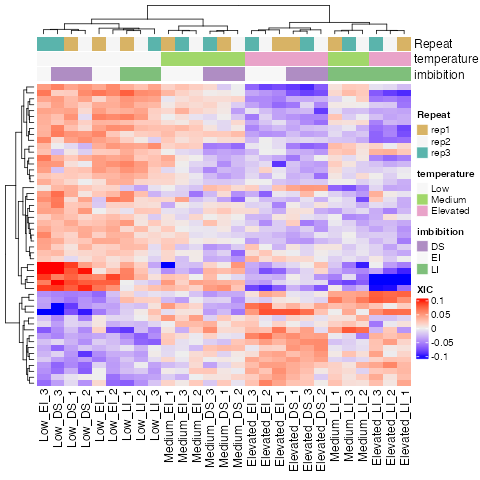 Repeat
temperature
imbibition
Repeat
rep1
rep2
rep3
temperature
Low
Medium
Elevated
imbibition
DS
EI
LI
XIC
0.1
0.05
0
-0.05
-0.1
Low_EI_3
Low_DS_3
Low_DS_1
Low_DS_2
Low_EI_1
Low_EI_2
Low_LI_1
Low_LI_2
Low_LI_3
Medium_EI_1
Medium_EI_3
Medium_EI_2
Medium_DS_3
Medium_DS_1
Medium_DS_2
Elevated_EI_3
Elevated_EI_2
Elevated_EI_1
Elevated_DS_1
Elevated_DS_3
Elevated_DS_2
Medium_LI_1
Medium_LI_3
Medium_LI_2
Elevated_LI_3
Elevated_LI_2
Elevated_LI_1